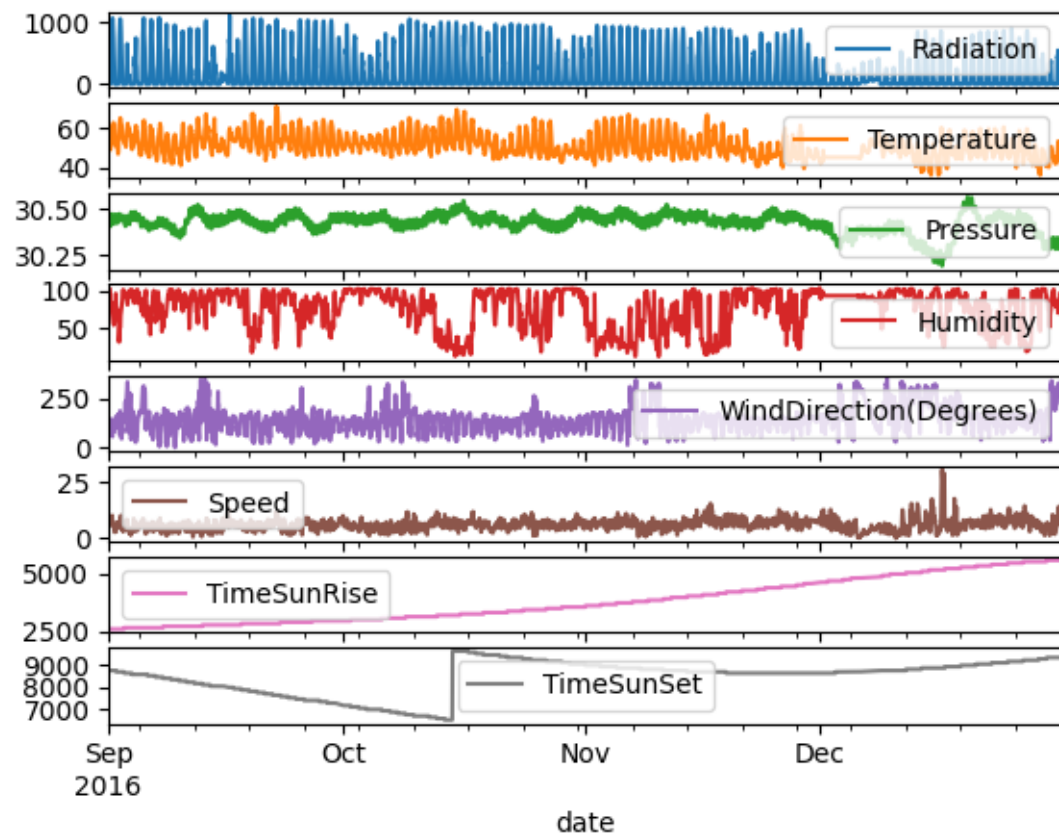 1000
0
Radiation
60
40
Temperature
30.50
30.25
Pressure
100
50
Humidity
250
0
WindDirection(Degrees)
25
0
Speed
5000
2500
TimeSunRise
9000
8000
7000
TimeSunSet
Sep
2016
Oct
Nov
Dec
date